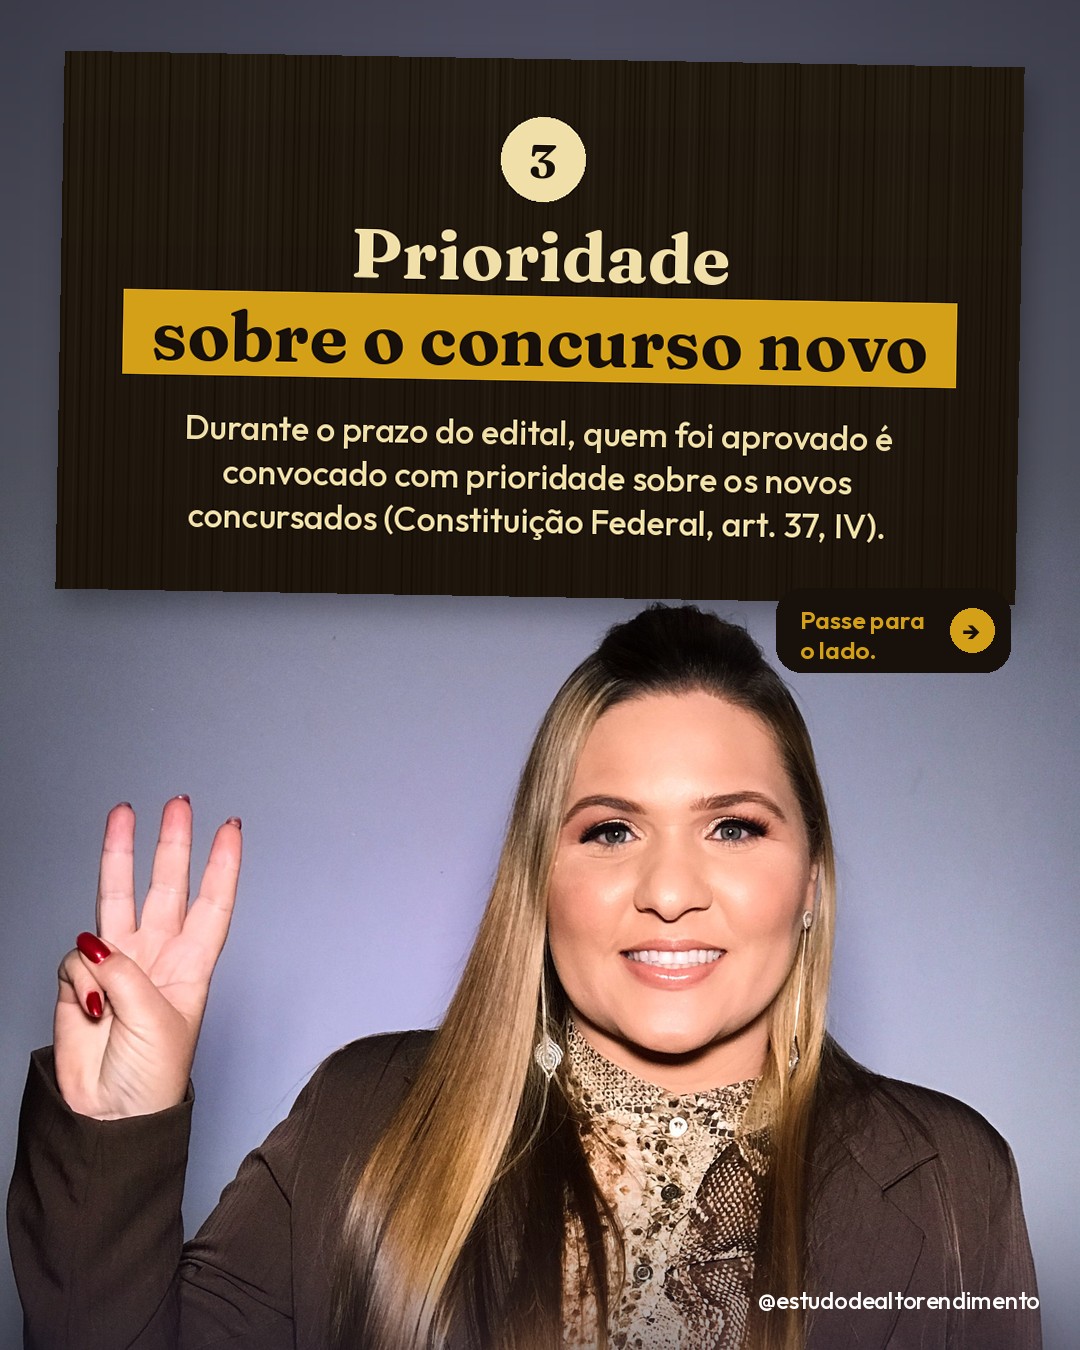 3
Prioridade
sobre o concurso novo
Durante o prazo do edital, quem foi aprovado é
convocado com prioridade sobre os novos
concursados (Constituição Federal, art. 37, IV).
Passe para
o lado.
@estudodealtorendimento